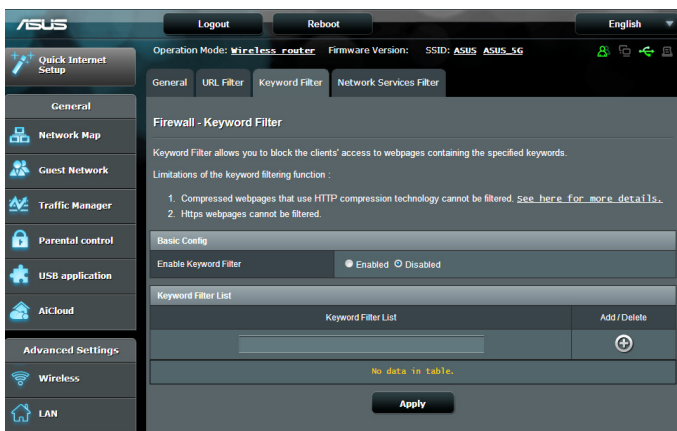 ASUS
Logout
Reboot
English
Quick Internet
Setup
Operation Mode: Wireless router Firmware Version: SSID: ASUS ASUS_5G
General
URL Filter
Keyword Filter
Network Services Filter
General
Network Map
Guest Network
Traffic Manager
Parental control
USB application
AiCloud
Advanced Settings
Wireless
LAN
Firewall - Keyword Filter
Keyword Filter allows you to block the clients' access to webpages containing the specified keywords.
Limitations of the keyword filtering function :
1. Compressed webpages that use HTTP compression technology cannot be filtered. See here for more details.
2. Https webpages cannot be filtered.
Basic Config
Enable Keyword Filter
Enabled Disabled
Keyword Filter List
Keyword Filter List
Add / Delete
No data in table.
Apply